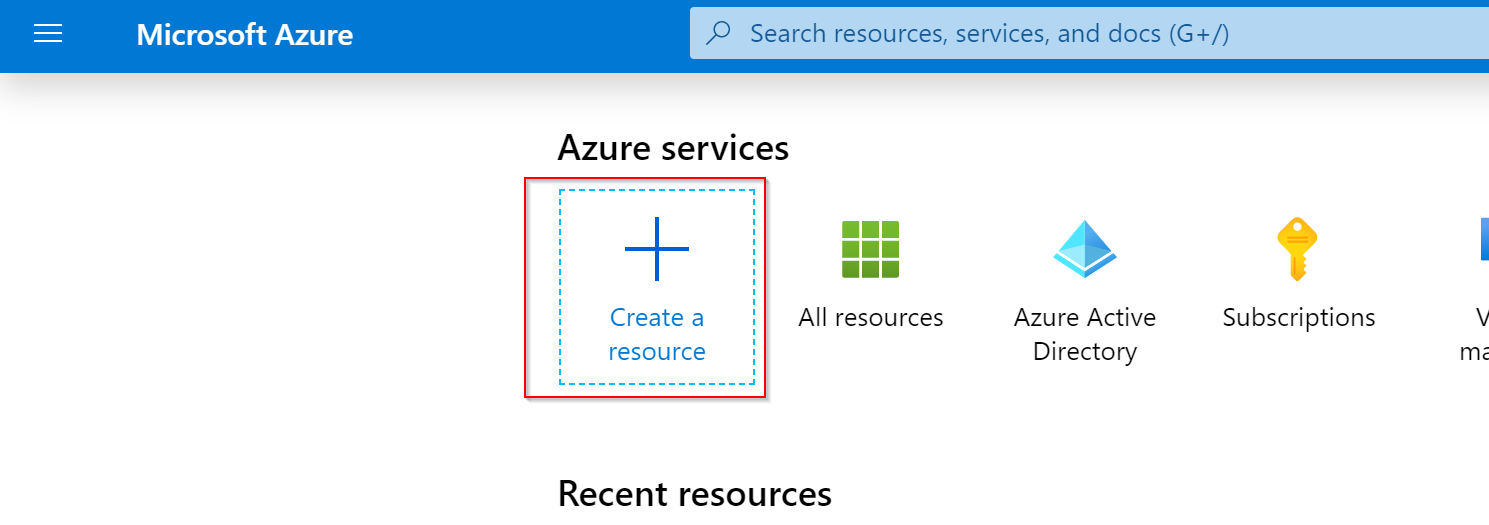 Microsoft Azure
Search resources, services, and docs (G+/)
Azure services
Create a
resource
All resources
Azure Active
Directory
Subscriptions
Recent resources